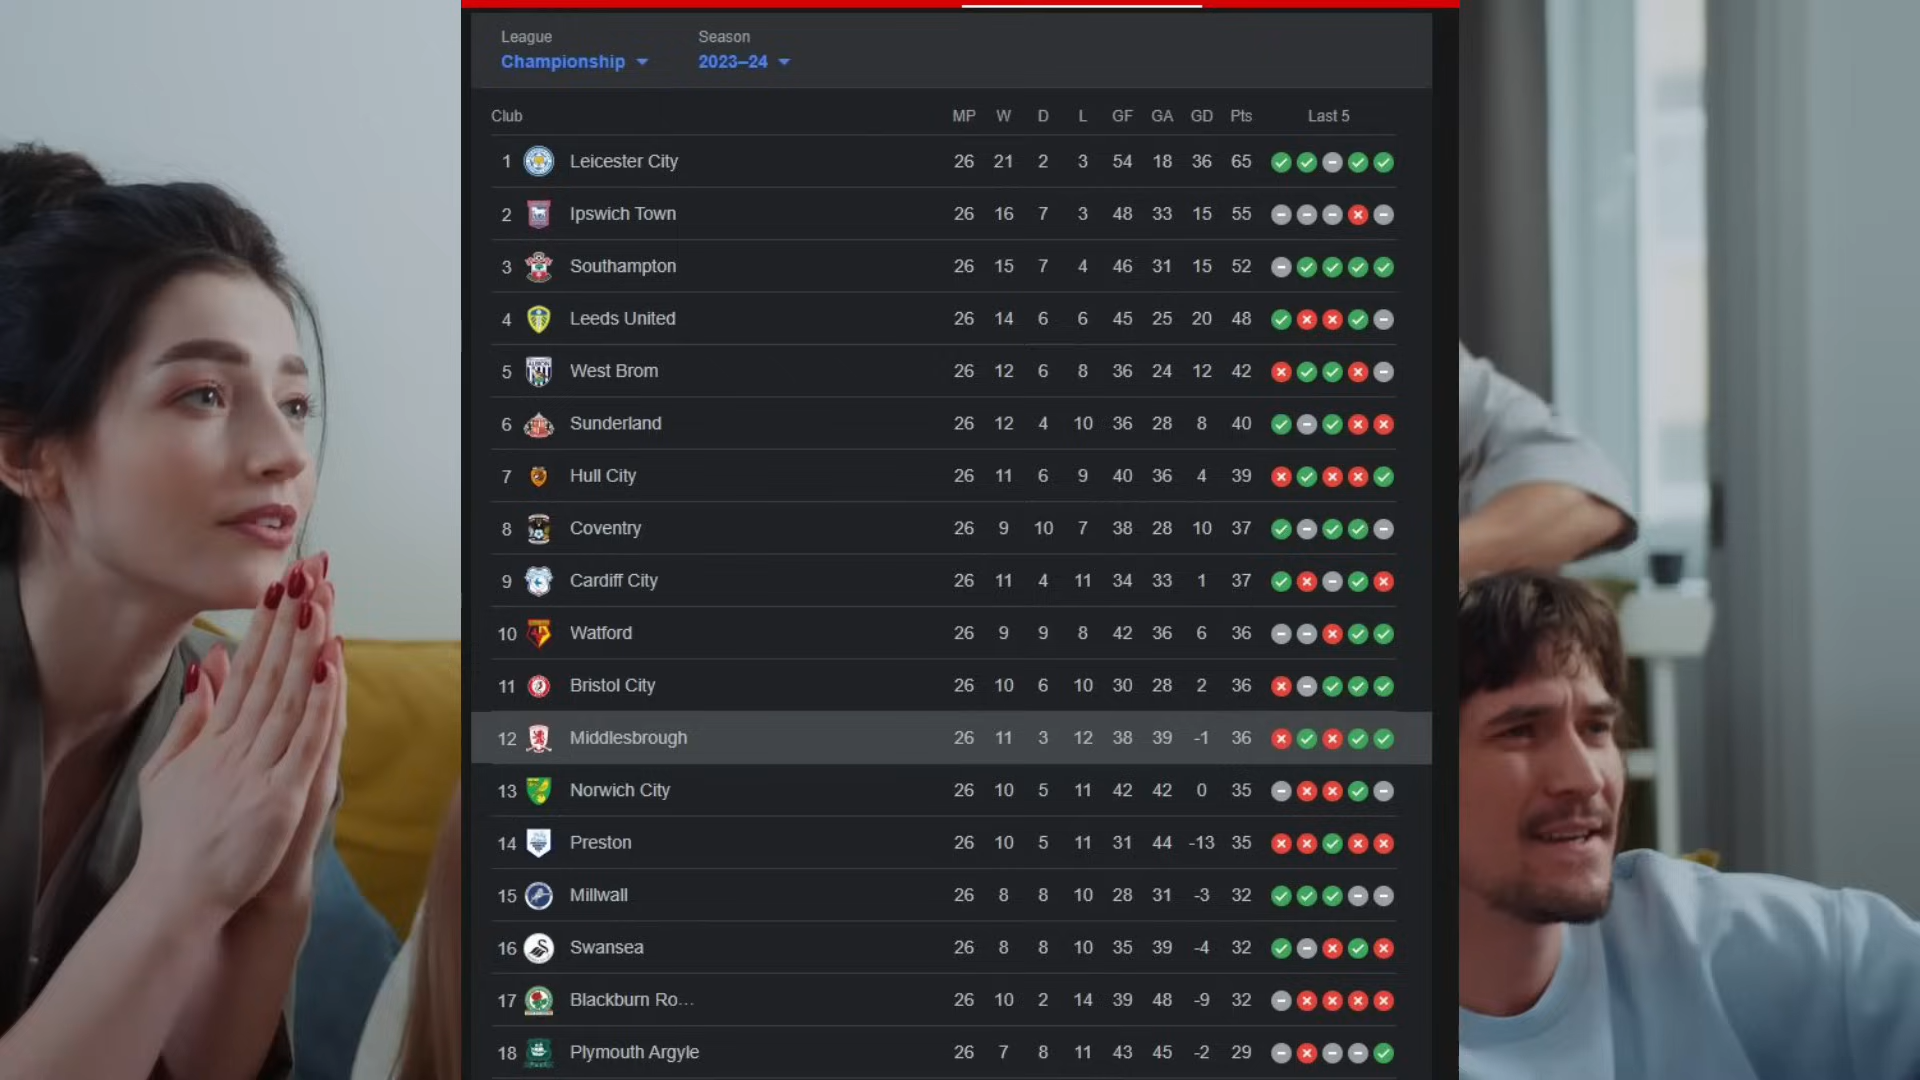 League Season
Championship 2023–24
Club MP W D L GF GA GD Pts Last 5
1 Leicester City 26 21 2 3 54 18 36 65
2 Ipswich Town 26 16 7 3 48 33 15 55
3 Southampton 26 15 7 4 46 31 15 52
4 Leeds United 26 14 6 6 45 25 20 48
5 West Brom 26 12 6 8 36 24 12 42
6 Sunderland 26 12 4 10 36 28 8 40
7 Hull City 26 11 6 9 40 36 4 39
8 Coventry 26 9 10 7 38 28 10 37
9 Cardiff City 26 11 4 11 34 33 1 37
10 Watford 26 9 9 8 42 36 6 36
11 Bristol City 26 10 6 10 30 28 2 36
12 Middlesbrough 26 11 3 12 38 39 -1 36
13 Norwich City 26 10 5 11 42 42 0 35
14 Preston 26 10 5 11 31 44 -13 35
15 Millwall 26 8 8 10 28 31 -3 32
16 Swansea 26 8 8 10 35 39 -4 32
17 Blackburn Ro... 26 10 2 14 39 48 -9 32
18 Plymouth Argyle 26 7 8 11 43 45 -2 29